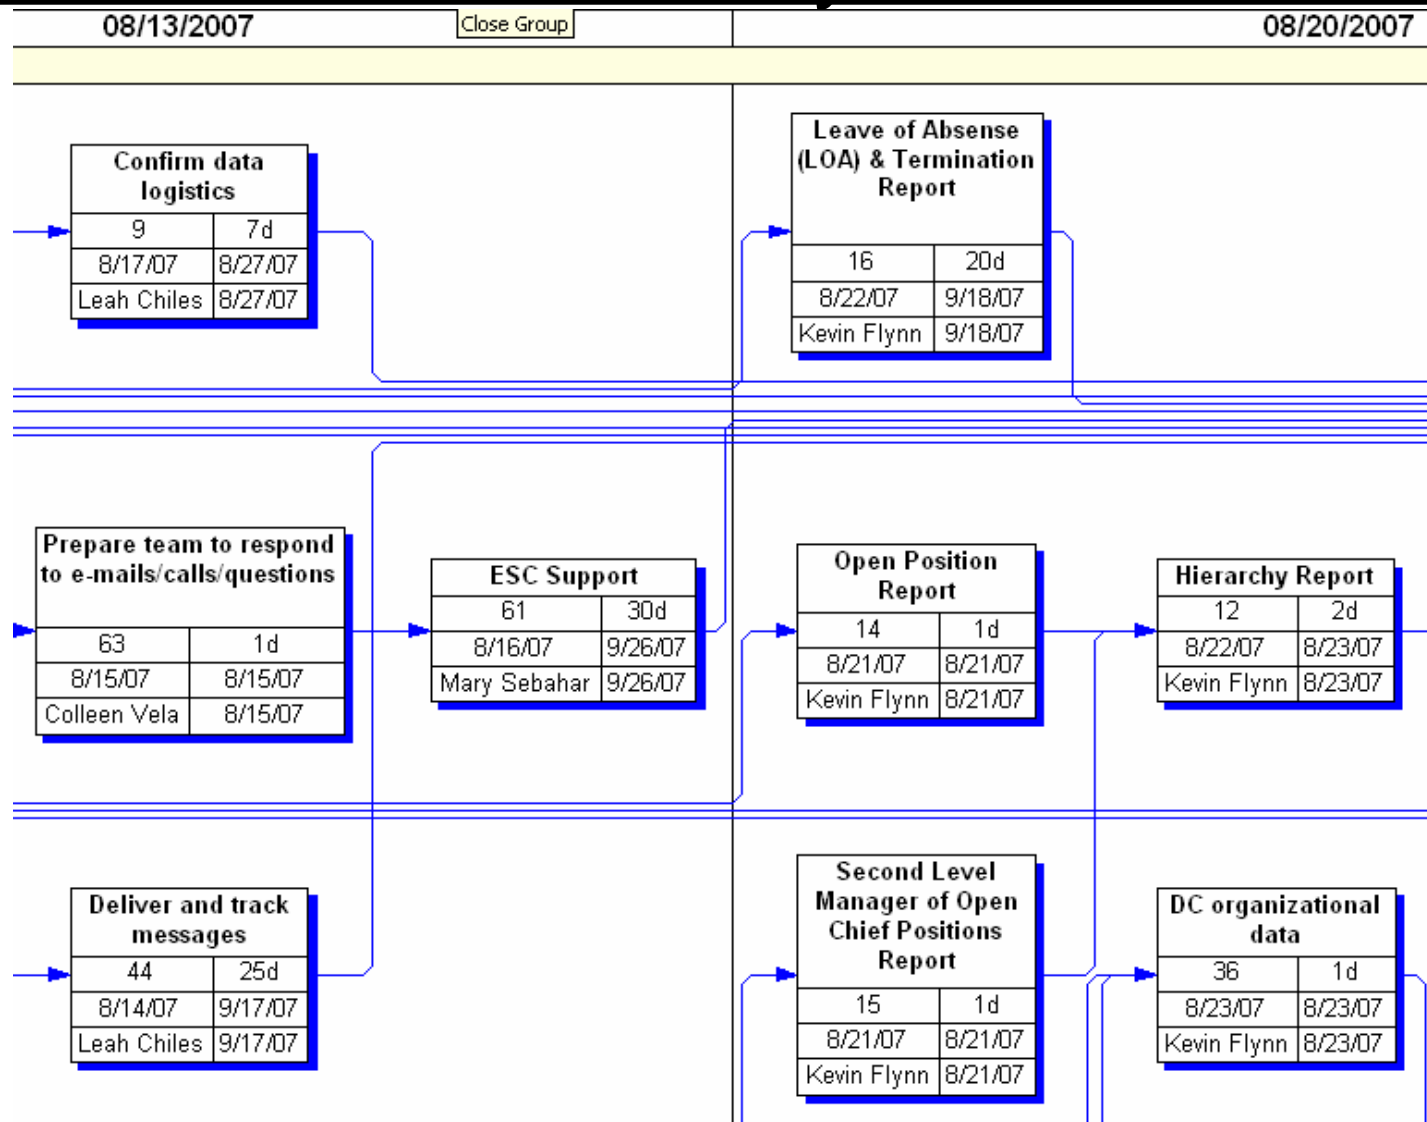 08/13/2007
Close Group
08/20/2007
Confirm data
logistics
9 7d
8/17/07 8/27/07
Leah Chiles 8/27/07
Leave of Absense
(LOA) & Termination
Report
16 20d
8/22/07 9/18/07
Kevin Flynn 9/18/07
Prepare team to respond
to e-mails/calls/questions
63 1d
8/15/07 8/15/07
Colleen Vela 8/15/07
ESC Support
61 30d
8/16/07 9/26/07
Mary Sebahar 9/26/07
Open Position
Report
14 1d
8/21/07 8/21/07
Kevin Flynn 8/21/07
Hierarchy Report
12 2d
8/22/07 8/23/07
Kevin Flynn 8/23/07
Deliver and track
messages
44 25d
8/14/07 9/17/07
Leah Chiles 9/17/07
Second Level
Manager of Open
Chief Positions
Report
15 1d
8/21/07 8/21/07
Kevin Flynn 8/21/07
DC organizational
data
36 1d
8/23/07 8/23/07
Kevin Flynn 8/23/07